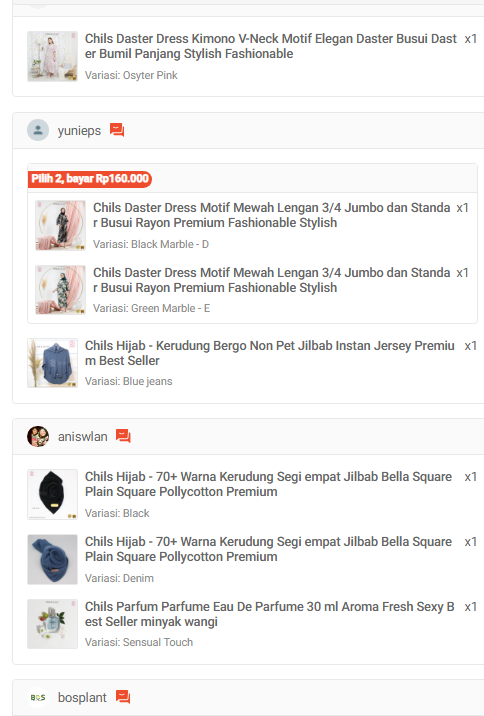 Chils Daster Dress Kimono V-Neck Motif Elegan Daster Busui Dast x1
er Bumil Panjang Stylish Fashionable
Variasi: Osyter Pink
yunieps
Pilih 2, bayar Rp160.000
Chils Daster Dress Motif Mewah Lengan 3/4 Jumbo dan Standa x1
r Busui Rayon Premium Fashionable Stylish
Variasi: Black Marble - D
Chils Daster Dress Motif Mewah Lengan 3/4 Jumbo dan Standa x1
r Busui Rayon Premium Fashionable Stylish
Variasi: Green Marble - E
Chils Hijab - Kerudung Bergo Non Pet Jilbab Instan Jersey Premiu x1
m Best Seller
Variasi: Blue jeans
aniswlan
Chils Hijab - 70+ Warna Kerudung Segi empat Jilbab Bella Square x1
Plain Square Pollycotton Premium
Variasi: Black
Chils Hijab - 70+ Warna Kerudung Segi empat Jilbab Bella Square x1
Plain Square Pollycotton Premium
Variasi: Denim
Chils Parfum Parfume Eau De Parfume 30 ml Aroma Fresh Sexy B x1
est Seller minyak wangi
Variasi: Sensual Touch
bosplant